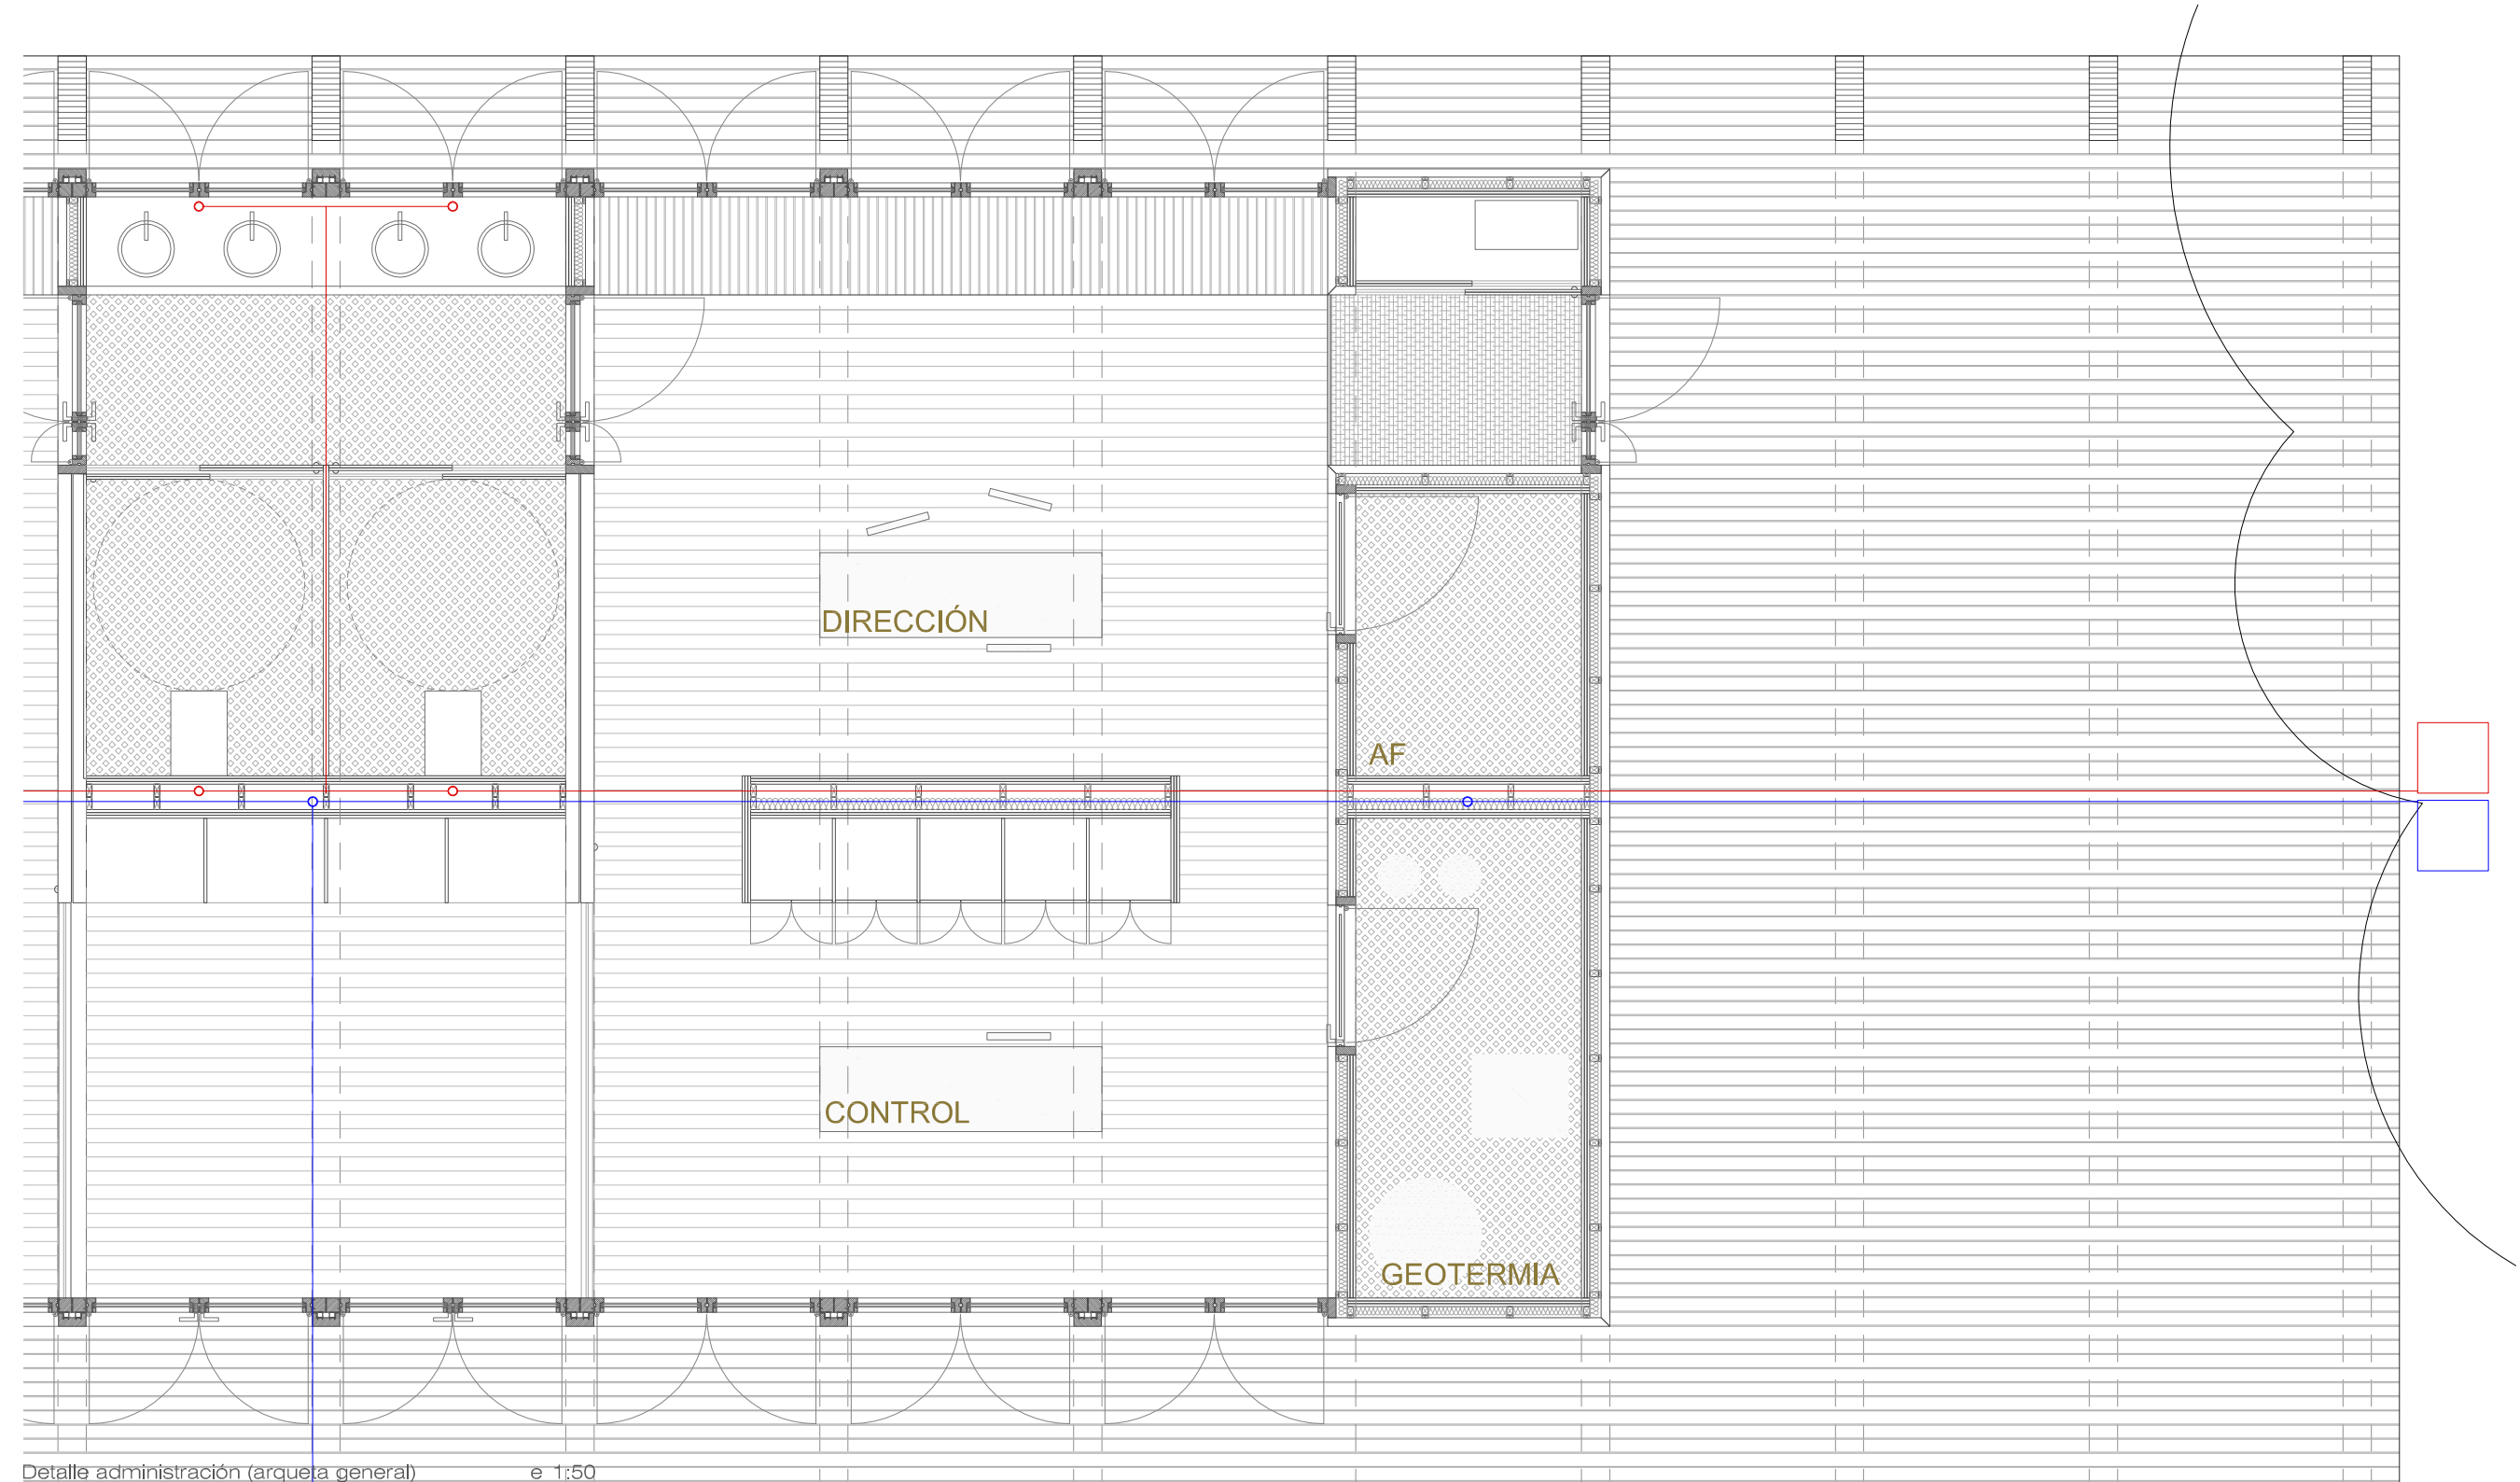 DIRECCIÓN
AF
CONTROL
GEOTERMIA
Detalle administración (arqueta general) e 1:50